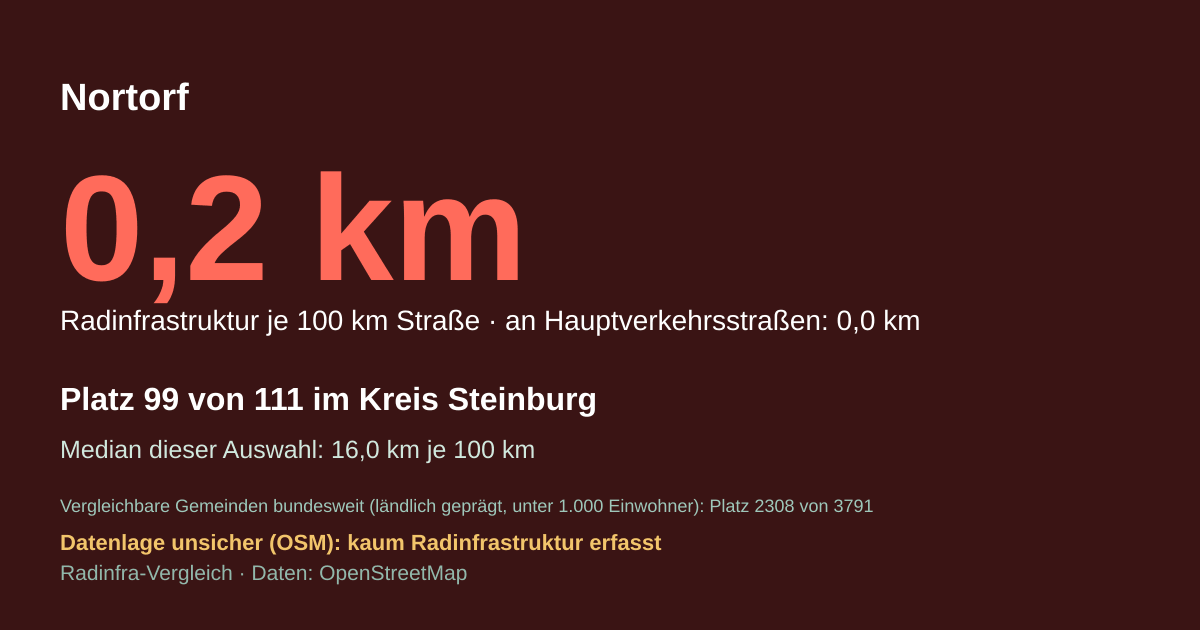 Nortorf
0,2 km
Radinfrastruktur je 100 km Straße · an Hauptverkehrsstraßen: 0,0 km
Platz 99 von 111 im Kreis Steinburg
Median dieser Auswahl: 16,0 km je 100 km
Vergleichbare Gemeinden bundesweit (ländlich geprägt, unter 1.000 Einwohner): Platz 2308 von 3791
Datenlage unsicher (OSM): kaum Radinfrastruktur erfasst
Radinfra-Vergleich · Daten: OpenStreetMap